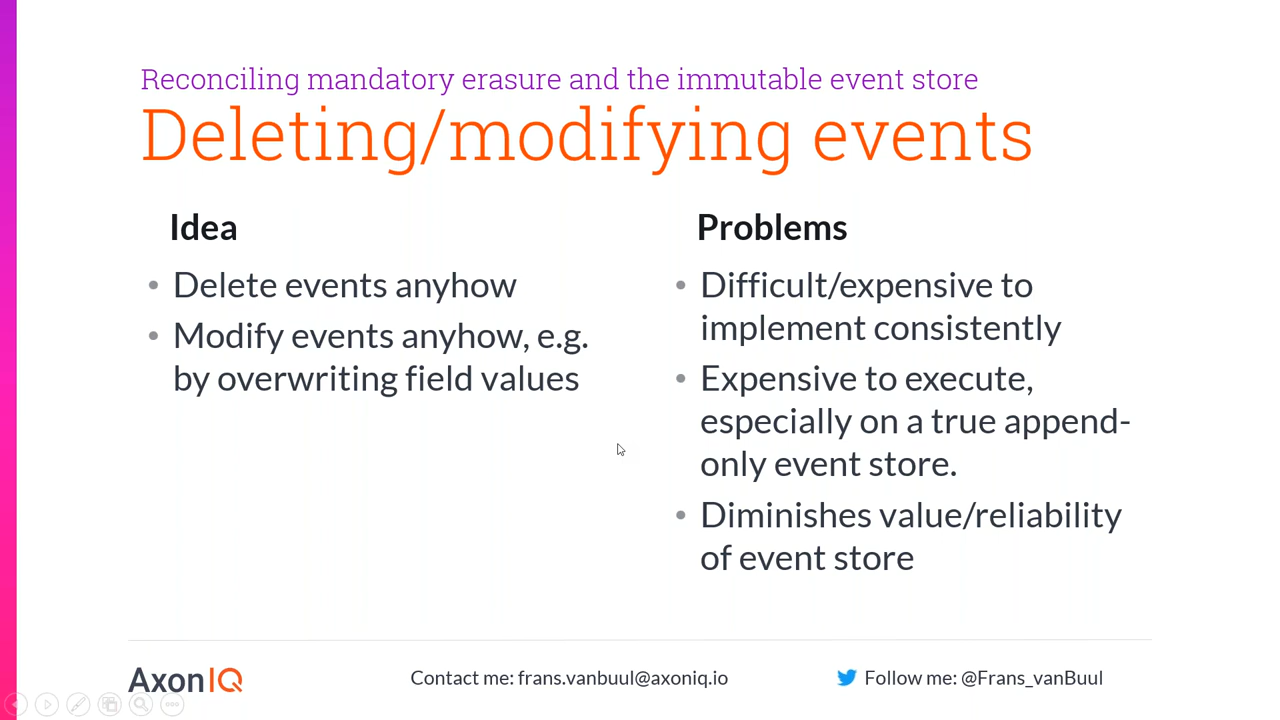 Reconciling mandatory erasure and the immutable event store
Deleting/modifying events
Idea
• Delete events anyhow
• Modify events anyhow, e.g.
by overwriting field values
Problems
• Difficult/expensive to
implement consistently
• Expensive to execute,
especially on a true append-
only event store.
• Diminishes value/reliability
of event store
AxonIQ
Contact me: frans.vanbuul@axoniq.io
Follow me: @Frans_vanBuul